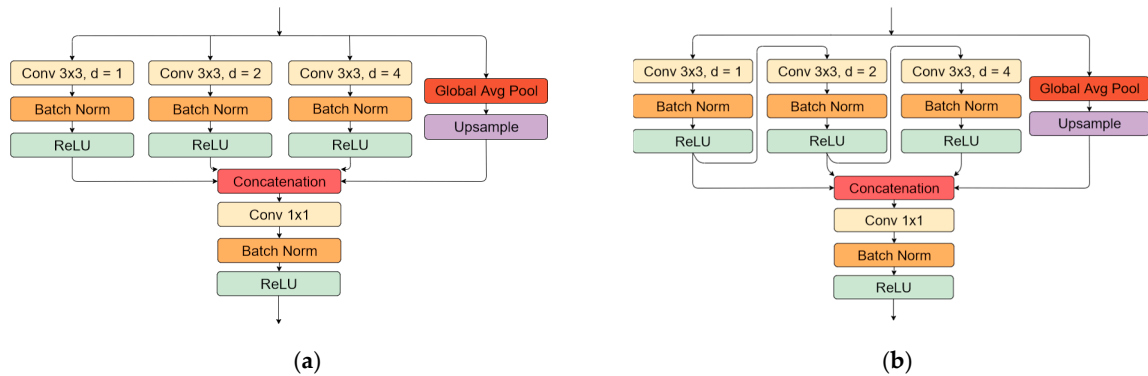 Conv 3x3, d = 1
Conv 3x3, d = 2
Conv 3x3, d = 4
Batch Norm
Batch Norm
Batch Norm
Global Avg Pool
ReLU
ReLU
ReLU
Upsample
Concatenation
Conv 1x1
Batch Norm
ReLU
(a)
Conv 3x3, d = 1
Conv 3x3, d = 2
Conv 3x3, d = 4
Batch Norm
Batch Norm
Batch Norm
Global Avg Pool
ReLU
ReLU
ReLU
Upsample
Concatenation
Conv 1x1
Batch Norm
ReLU
(b)